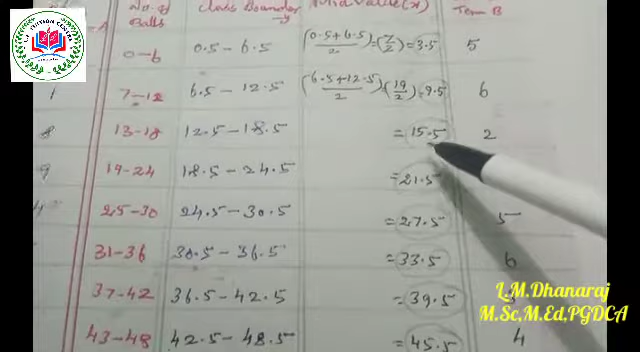 No. of Balls Class Boundary Mid Value (x) Term B
0-6 0.5-6.5 (0.5+6.5/2)=(7/2)=3.5 5
1 7-12 6.5-12.5 (6.5+12.5/2)=(19/2)=9.5 6
8 13-18 12.5-18.5 =15.5 2
9 19-24 18.5-24.5 =21.5
25-30 24.5-30.5 =27.5 5
31-36 30.5-36.5 =33.5 6
37-42 36.5-42.5 =39.5
43-48 42.5-48.5 =45.5 4
L.M.Dhanaraj
M.Sc,M.Ed,PGDCA